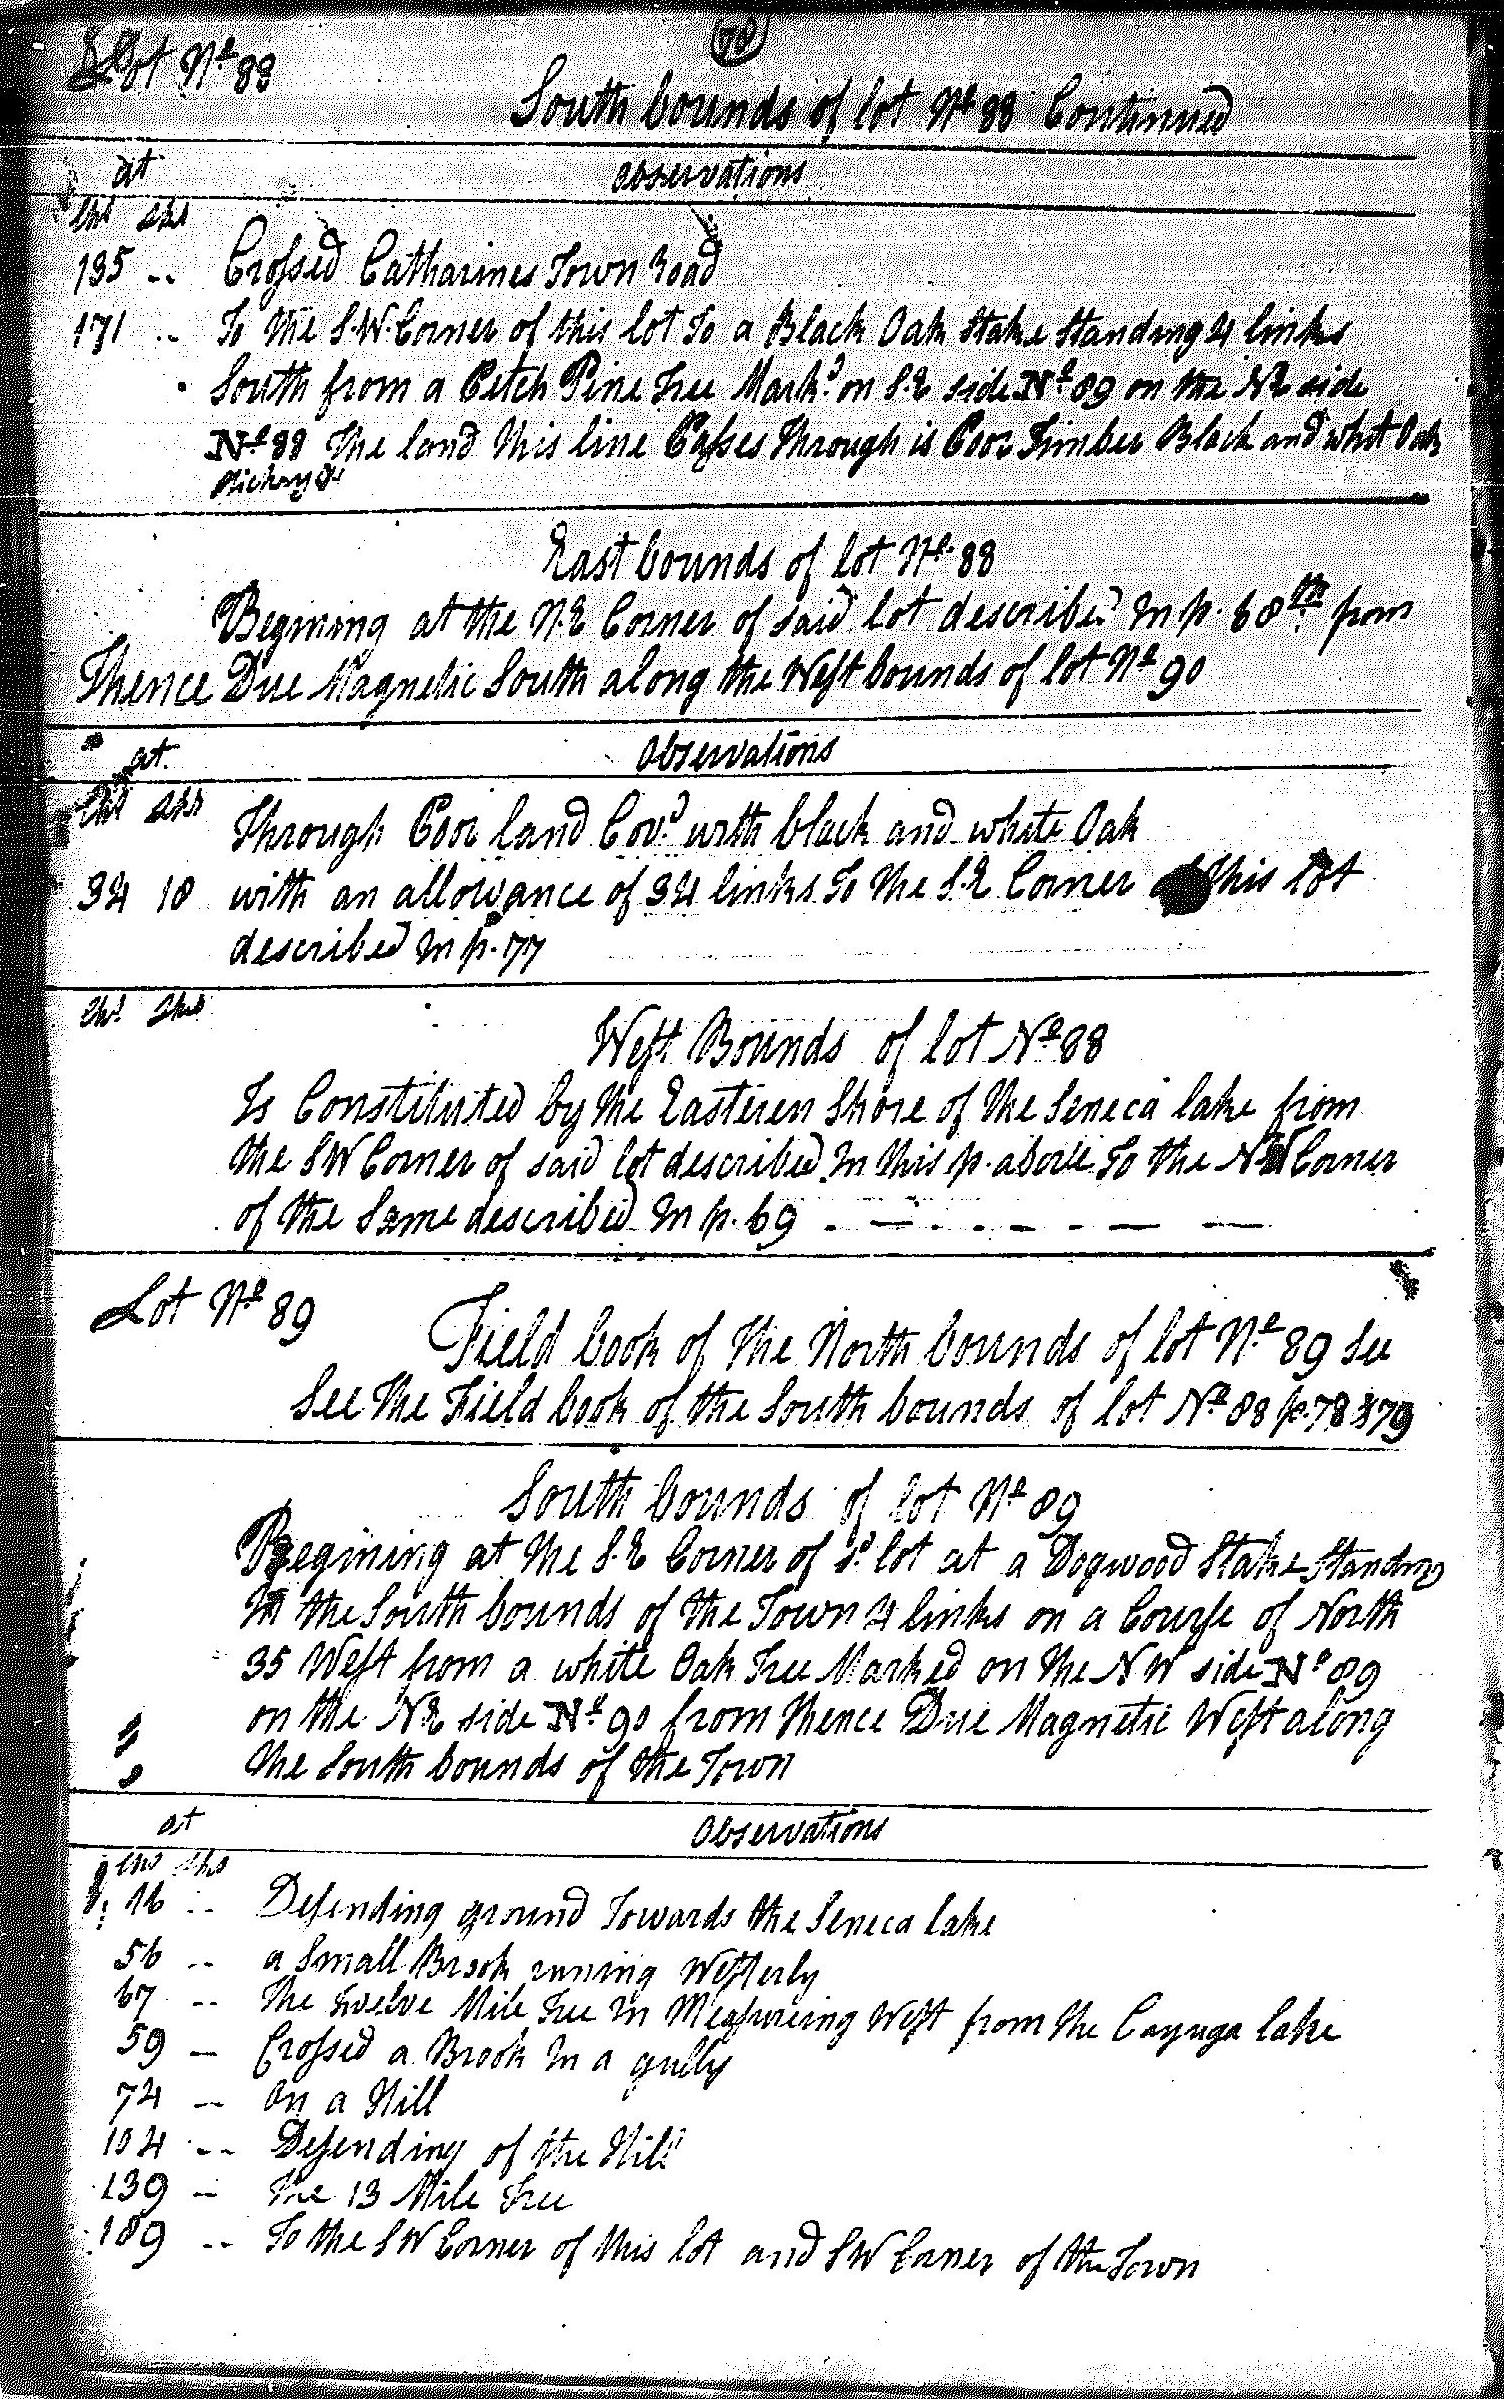 79
Lot Nº 88
South bounds of lot Nº 88 Continued
at observations
Chs Lks
135 .. Crossed Catharines Town road
171 .. To the S.W. Corner of this lot To a Black Oak Stake Standing 4 links
South from a Pitch Pine Tree Markd on S.E side Nº 89 on the NE side
Nº 88 The land this line Passes Through is Poor Timber Black and whit Oak
Hickory &c
East bounds of lot Nº 88
Begining at the N.E Corner of said lot described In p. 68th from
Thence Due Magnetic South along the West bounds of lot Nº 90
at observations
Chs Lks
Through Poor land Covd with black and white Oak
34 18 with an allowance of 34 links To the S.E Corner of this lot
described In p. 77
Chs Lks
West Bounds of lot Nº 88
Is Constituted by the Easteren Shore of the Seneca lake from
the SW Corner of said lot described In this p. above To the NW Corner
of the Same described In p. 69
Lot Nº 89
Field book of the North bounds of lot Nº 89 See
See The Field book of the South bounds of lot Nº 88 p. 78 & 79
South bounds of lot Nº 89
Begining at the S.E Corner of sd lot at a Dogwood Stake Standing
In the South bounds of the Town 4 links on a Course of North
35 West from a white Oak Tree Marked on the NW side Nº 89
on the NE side Nº 90 from thence Due Magnetic West along
the South bounds of the Town
at observations
Chs Lks
16 .. Desending ground Towards the Seneca lake
56 .. a Small Brook runing Westerly
67 .. The Twelve Mile Tree In Measureing West from the Cayuga lake
59 .. Crossed a Brook In a gully
74 .. On a Hill
104 .. Desending of the Hill
139 .. The 13 Mile Tree
189 .. To the SW Corner of this lot and SW Corner of the Town